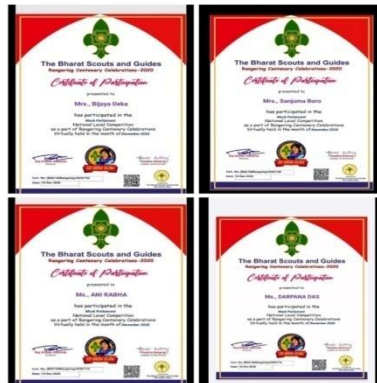 The Bharat Scouts and Guides
Rangering Centenary Celebrations-2020
Certificate of Participation
presented to
Mrs., Bijaya Deka
has participated in the
Mock Parliament
National Level Competition
as a part of Rangering Centenary Celebrations
Virtually held in the month of December 2020
The Bharat Scouts and Guides
Rangering Centenary Celebrations-2020
Certificate of Participation
presented to
Mrs., Sanjuma Boro
has participated in the
Mock Parliament
National Level Competition
as a part of Rangering Centenary Celebrations
Virtually held in the month of December 2020
The Bharat Scouts and Guides
Rangering Centenary Celebrations-2020
Certificate of Participation
presented to
Ms., ANI RABHA
has participated in the
Mock Parliament
National Level Competition
as a part of Rangering Centenary Celebrations
Virtually held in the month of December 2020
The Bharat Scouts and Guides
Rangering Centenary Celebrations-2020
Certificate of Participation
presented to
Ms., DARPANA DAS
has participated in the
Mock Parliament
National Level Competition
as a part of Rangering Centenary Celebrations
Virtually held in the month of December 2020